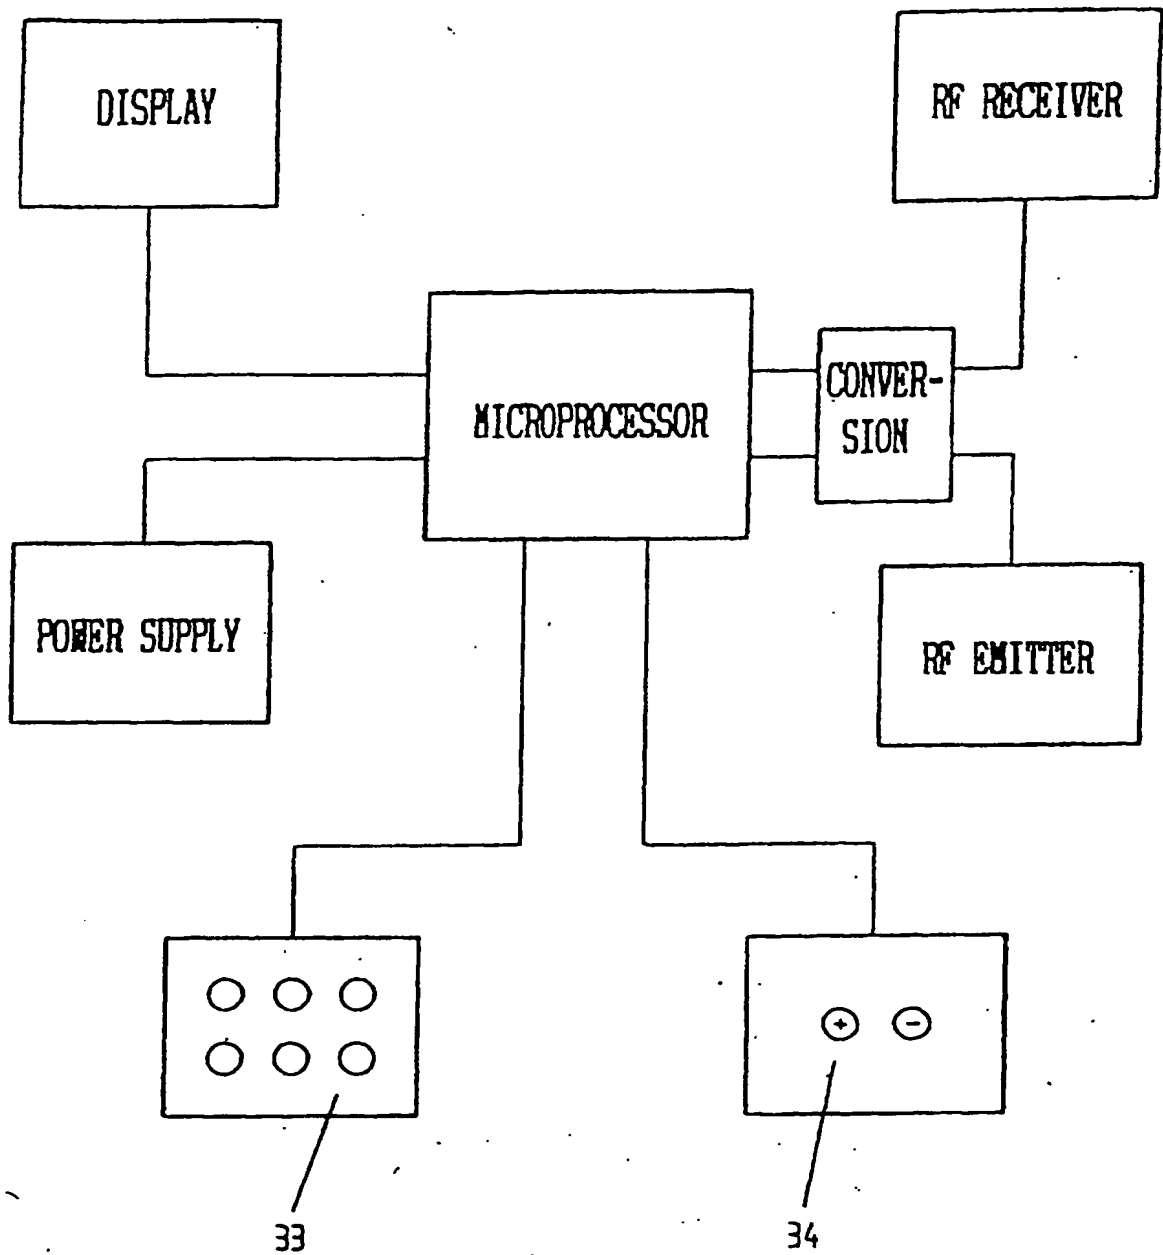 DISPLAY
RF RECEIVER
MICROPROCESSOR
CONVER-
SION
POWER SUPPLY
RF EMITTER
+ -
33
34